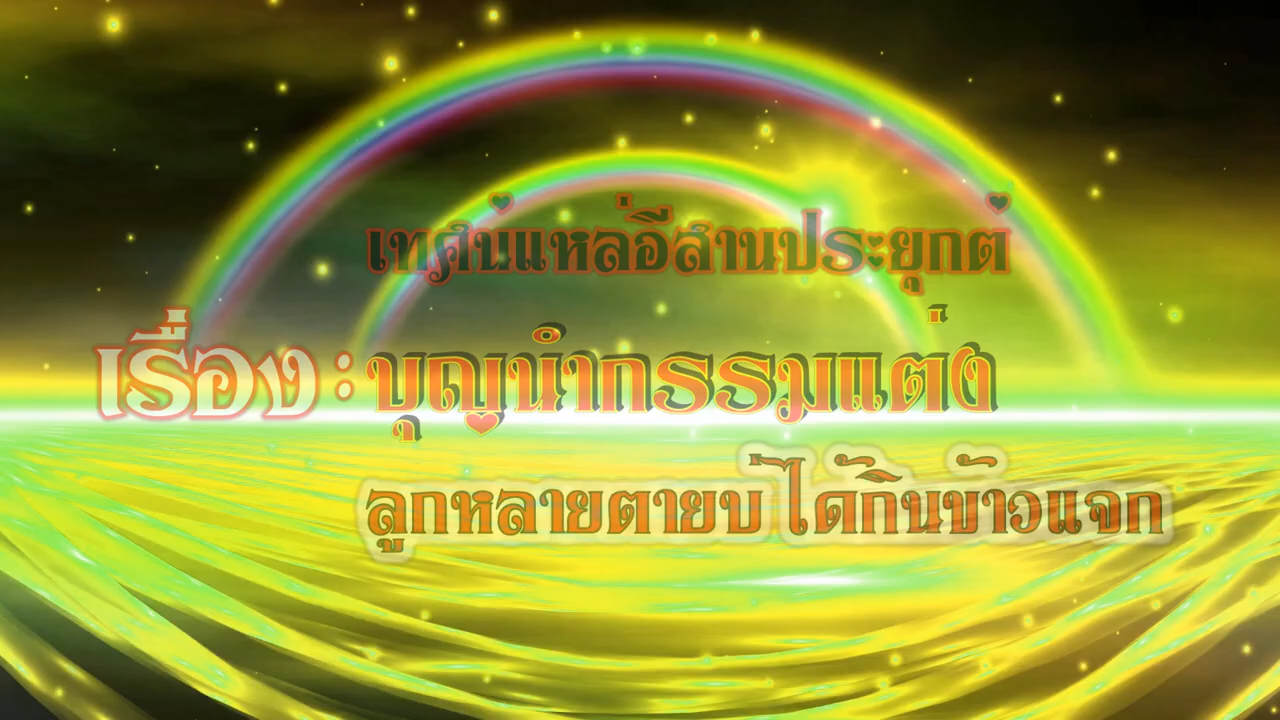 เทศน์แหล่อีสานประยุกต์
เรื่อง : บุญนำกรรมแต่ง
ลูกหลายตายบ่ได้กินข้าวแจก